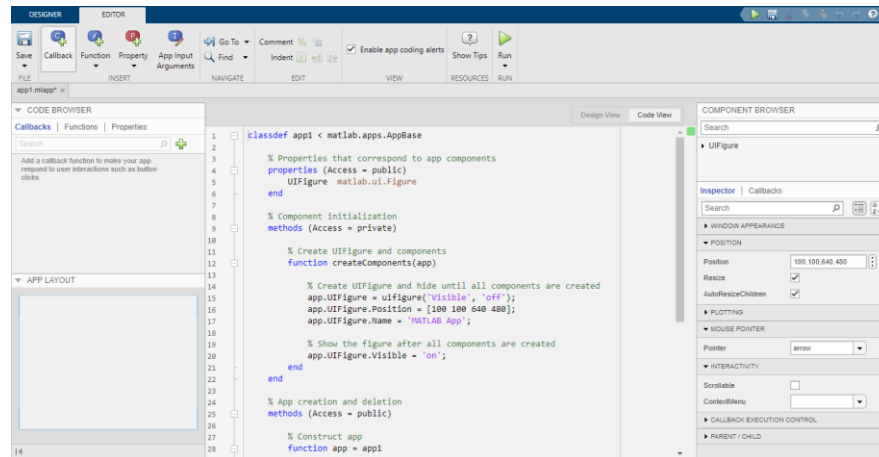 DESIGNER EDITOR
Save Callback Function Property App Input Arguments
Go To
Find
Comment
Indent
Enable app coding alerts
Show Tips
Run
FILE INSERT NAVIGATE EDIT VIEW RESOURCES RUN
app1.mlapp* ×
CODE BROWSER
Callbacks | Functions | Properties
Search
Add a callback function to make your app
respond to user interactions such as button
clicks.
APP LAYOUT
Design View Code View
1 classdef app1 < matlab.apps.AppBase
2
3 % Properties that correspond to app components
4 properties (Access = public)
5 UIFigure matlab.ui.Figure
6 end
7
8 % Component initialization
9 methods (Access = private)
10
11 % Create UIFigure and components
12 function createComponents(app)
13
14 % Create UIFigure and hide until all components are created
15 app.UIFigure = uifigure('Visible', 'off');
16 app.UIFigure.Position = [100 100 640 480];
17 app.UIFigure.Name = 'MATLAB App';
18
19 % Show the figure after all components are created
20 app.UIFigure.Visible = 'on';
21 end
22 end
23
24 % App creation and deletion
25 methods (Access = public)
26
27 % Construct app
28 function app = app1
COMPONENT BROWSER
Search
UIFigure
Inspector | Callbacks
Search
WINDOW APPEARANCE
POSITION
Position 100,100,640,480
Resize
AutoResizeChildren
PLOTTING
MOUSE POINTER
Pointer arrow
INTERACTIVITY
Scrollable
ContextMenu
CALLBACK EXECUTION CONTROL
PARENT / CHILD